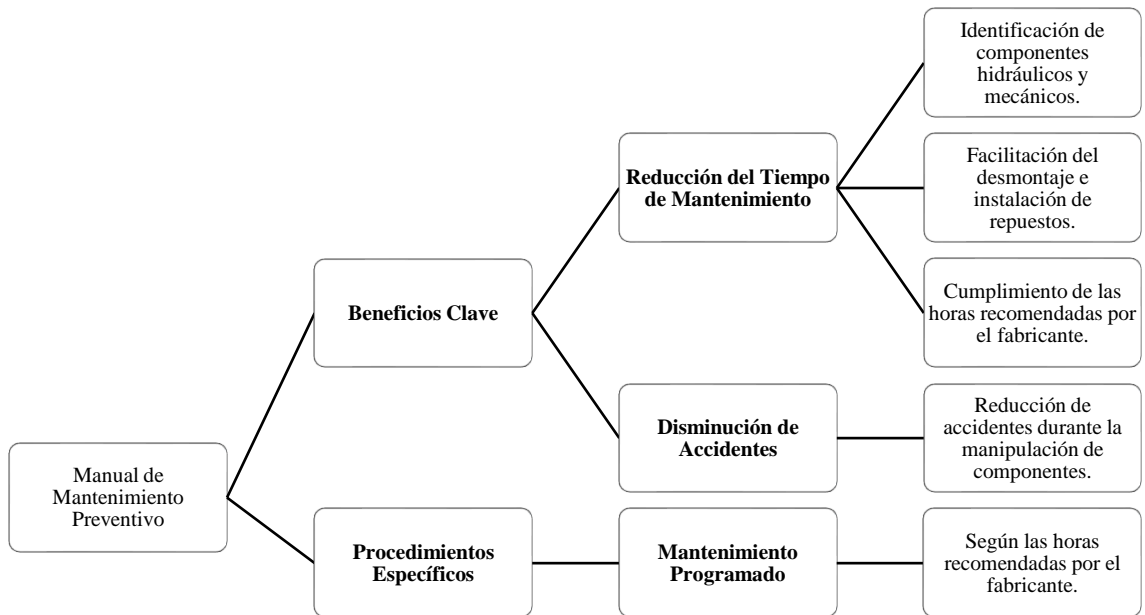 Identificación de
componentes
hidráulicos y
mecánicos.
Reducción del Tiempo
de Mantenimiento
Facilitación del
desmontaje e
instalación de
repuestos.
Beneficios Clave
Cumplimiento de las
horas recomendadas por
el fabricante.
Disminución de
Accidentes
Reducción de
accidentes durante la
manipulación de
componentes.
Manual de
Mantenimiento
Preventivo
Procedimientos
Específicos
Mantenimiento
Programado
Según las horas
recomendadas por el
fabricante.